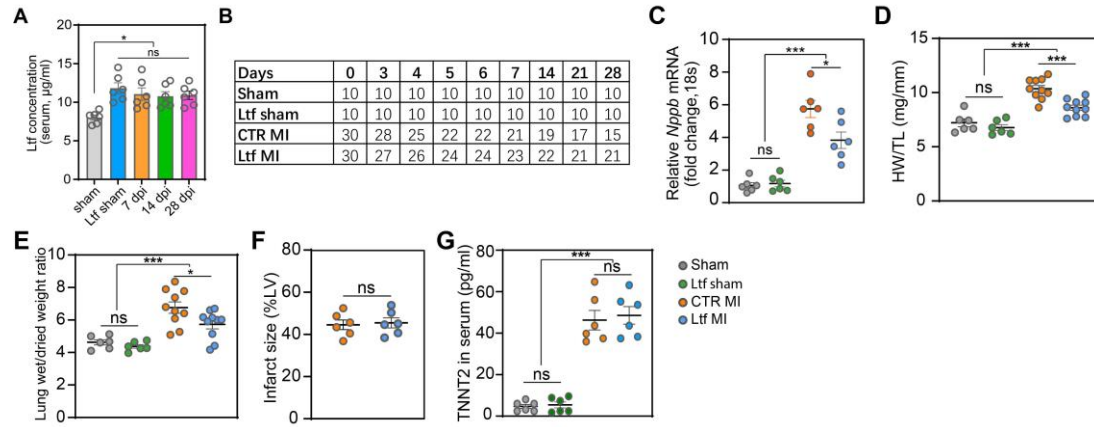 A
Ltf concentration
(serum, μg/ml)
20
15
10
5
0
*
ns
sham
Ltf sham
7 dpi
14 dpi
28 dpi
B
Days 0 3 4 5 6 7 14 21 28
Sham 10 10 10 10 10 10 10 10 10
Ltf sham 10 10 10 10 10 10 10 10 10
CTR MI 30 28 25 22 22 21 19 17 15
Ltf MI 30 27 26 24 24 23 22 21 21
C
Relative Nppb mRNA
(fold change,18s)
10
8
6
4
2
0
***
*
ns
D
HW/TL (mg/mm)
15
10
5
0
***
***
ns
E
Lung wet/dried weight ratio
10
8
6
4
2
0
***
*
ns
F
Infarct size (%LV)
80
60
40
20
0
ns
G
TNNT2 in serum (pg/ml)
80
60
40
20
0
***
ns
ns
Sham
Ltf sham
CTR MI
Ltf MI